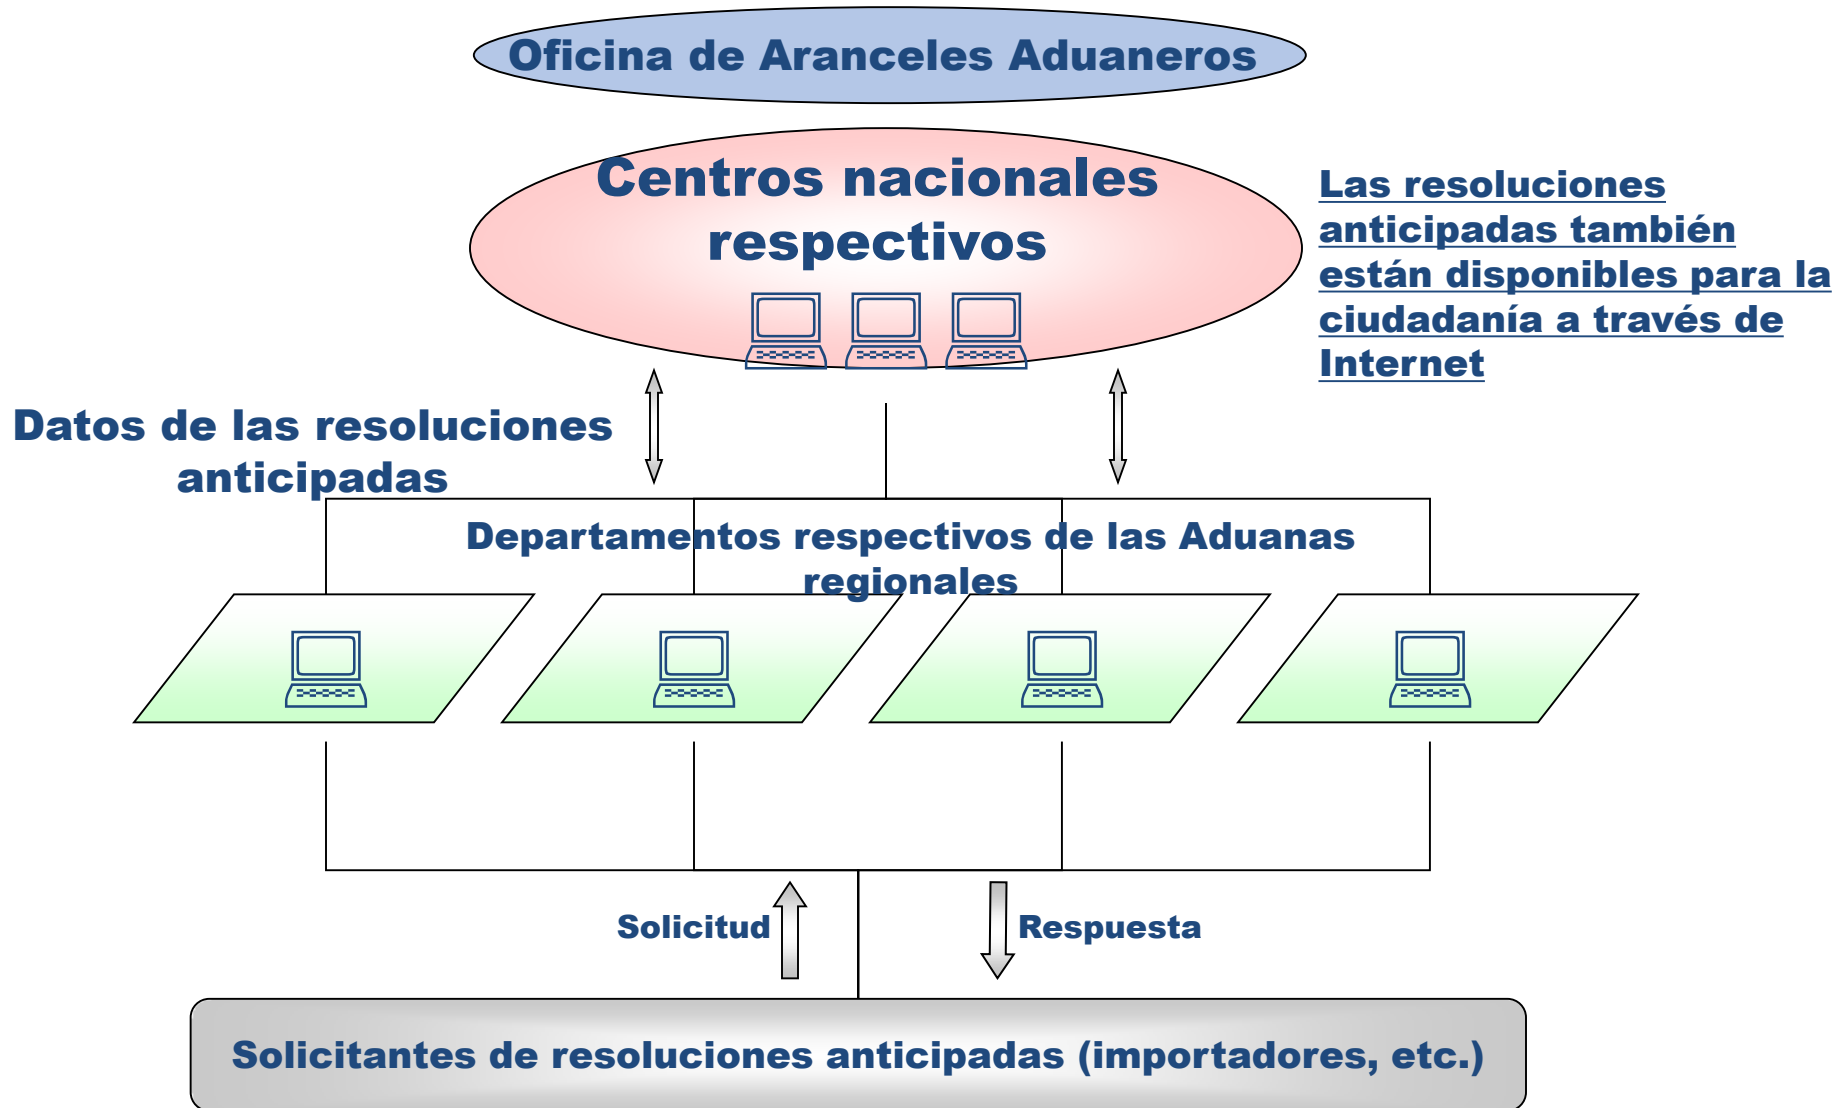 Oficina de Aranceles Aduaneros
Centros nacionales
respectivos
Las resoluciones
anticipadas también
están disponibles para la
ciudadanía a través de
Internet
Datos de las resoluciones
anticipadas
Departamentos respectivos de las Aduanas
regionales
Solicitud
Respuesta
Solicitantes de resoluciones anticipadas (importadores, etc.)